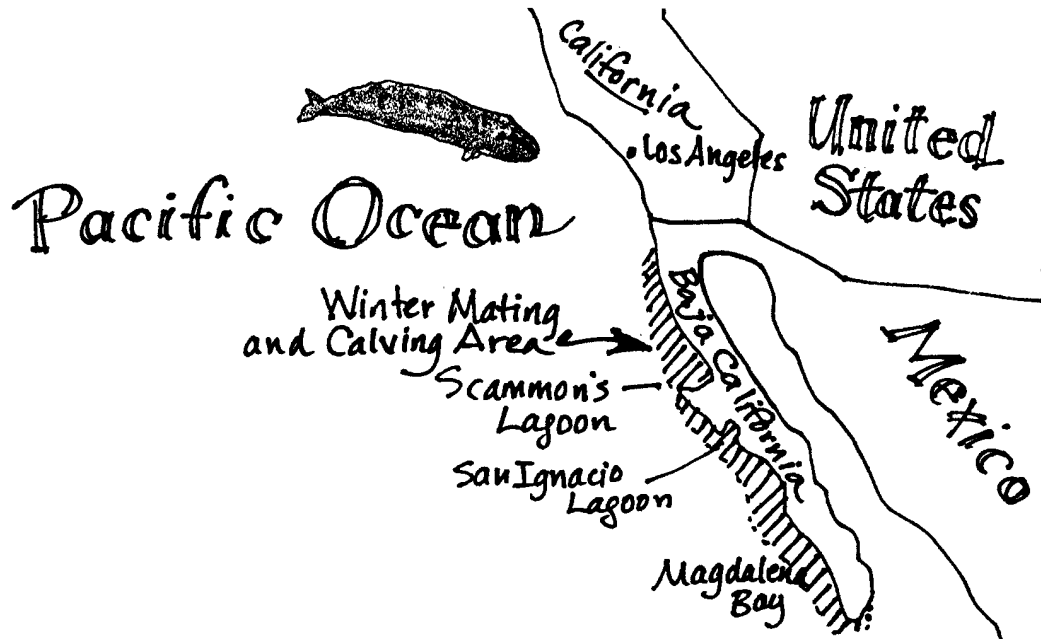 California
Los Angeles
United
States
Pacific Ocean
Winter Mating
and Calving Area
Baja California
Scammon's
Lagoon
Mexico
San Ignacio
Lagoon
Magdalena
Bay